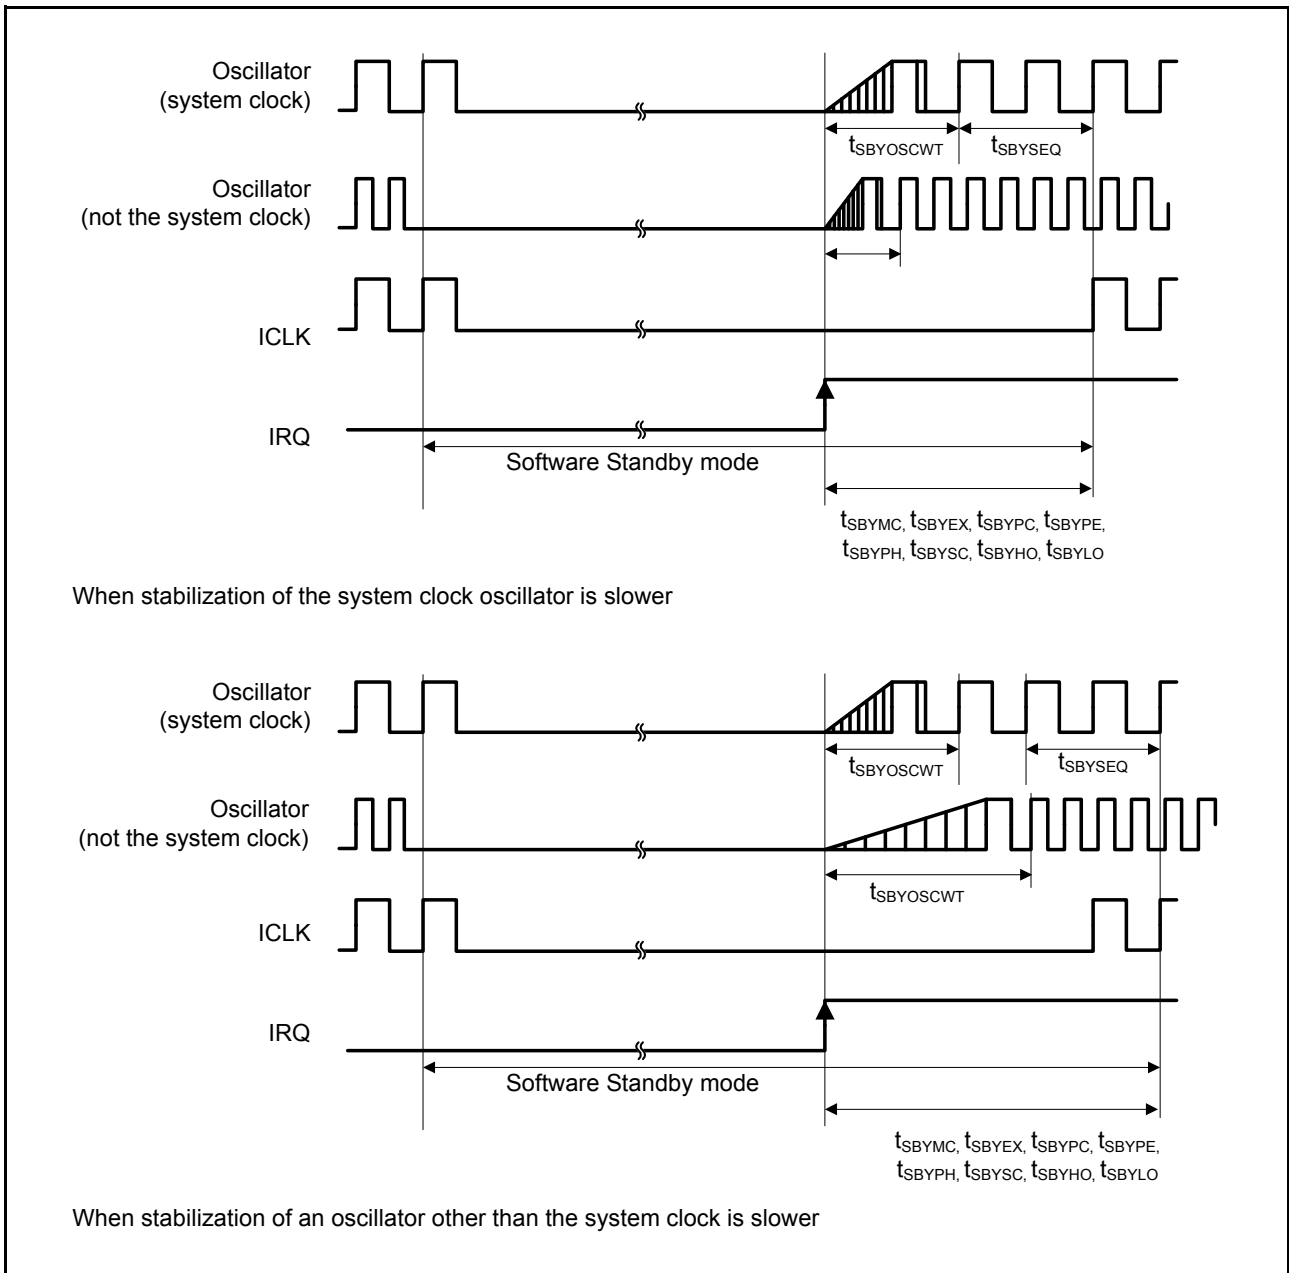 Oscillator
(system clock)
tSBYOSCWT
tSBYSEQ
Oscillator
(not the system clock)
ICLK
IRQ
Software Standby mode
tSBYMC, tSBYEX, tSBYPC, tSBYPE,
tSBYPH, tSBYSC, tSBYHO, tSBYLO
When stabilization of the system clock oscillator is slower
Oscillator
(system clock)
tSBYOSCWT
tSBYSEQ
Oscillator
(not the system clock)
tSBYOSCWT
ICLK
IRQ
Software Standby mode
tSBYMC, tSBYEX, tSBYPC, tSBYPE,
tSBYPH, tSBYSC, tSBYHO, tSBYLO
When stabilization of an oscillator other than the system clock is slower